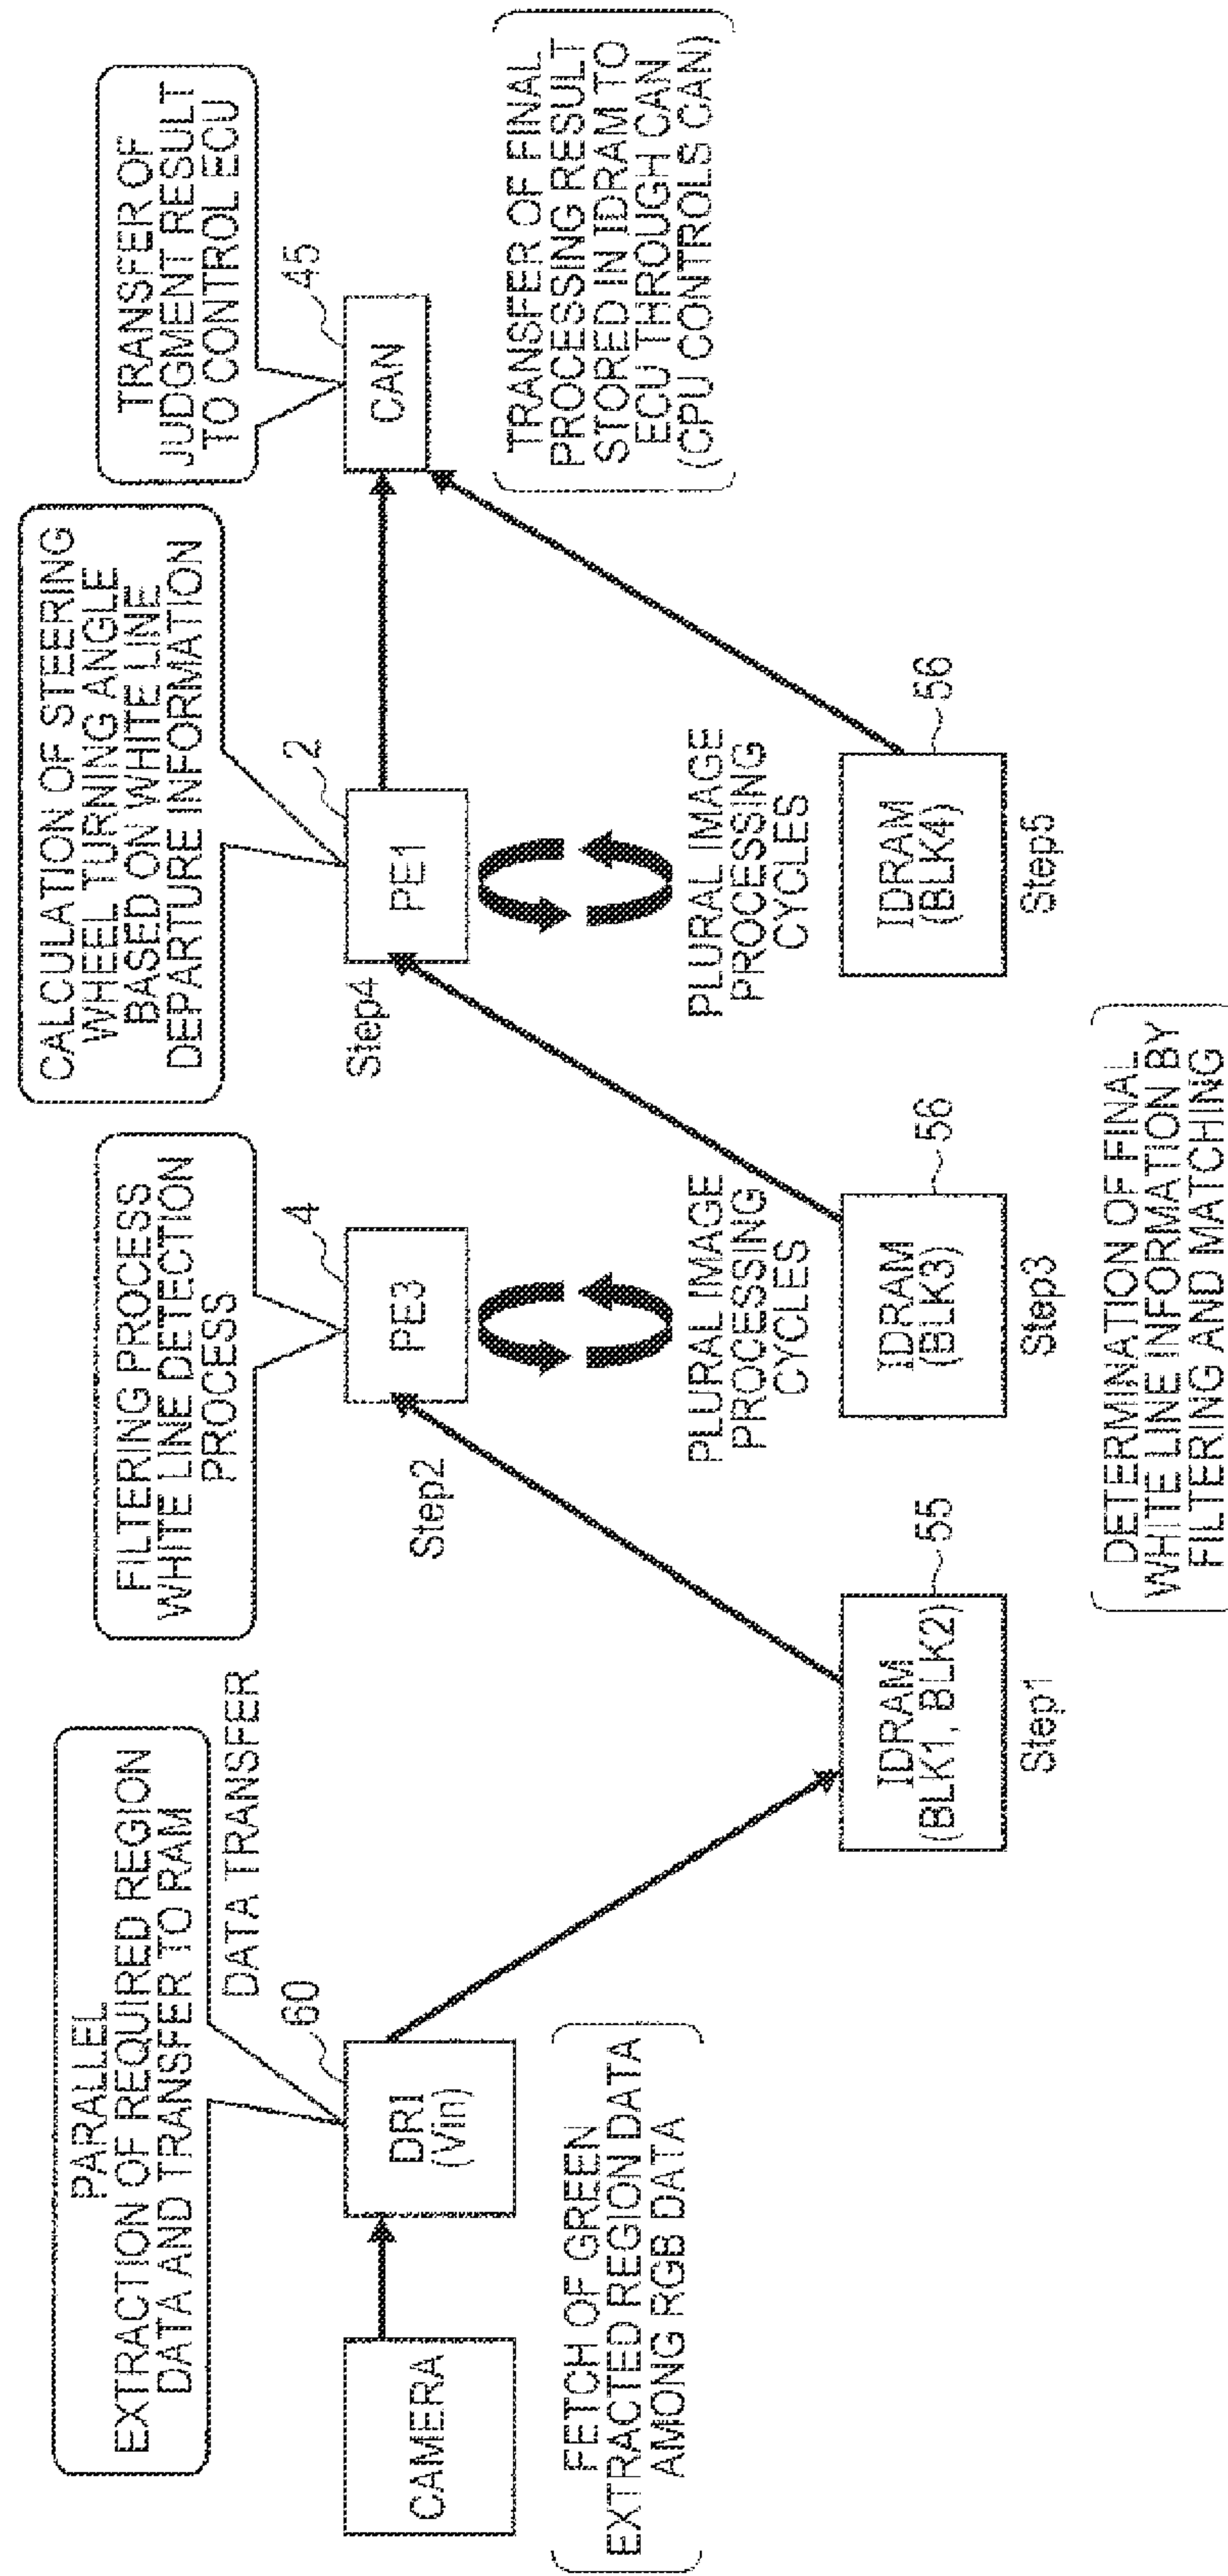 PARALLEL
EXTRACTION OF REQUIRED REGION
DATA AND TRANSFER TO RAM
DATA TRANSFER
60
CAMERA
DRI
(Vin)
FETCH OF GREEN
EXTRACTED REGION DATA
AMONG RGB DATA
IDRAM
(BLK1, BLK2)
55
Step1
FILTERING PROCESS
WHITE LINE DETECTION
PROCESS
4
PE3
Step2
PLURAL IMAGE
PROCESSING
CYCLES
IDRAM
(BLK3)
56
Step3
DETERMINATION OF FINAL
WHITE LINE INFORMATION BY
FILTERING AND MATCHING
CALCULATION OF STEERING
WHEEL TURNING ANGLE
BASED ON WHITE LINE
DEPARTURE INFORMATION
2
PE1
Step4
PLURAL IMAGE
PROCESSING
CYCLES
IDRAM
(BLK4)
56
Step5
TRANSFER OF
JUDGMENT RESULT
TO CONTROL ECU
45
CAN
TRANSFER OF FINAL
PROCESSING RESULT
STORED IN IDRAM TO
ECU THROUGH CAN
(CPU CONTROLS CAN)